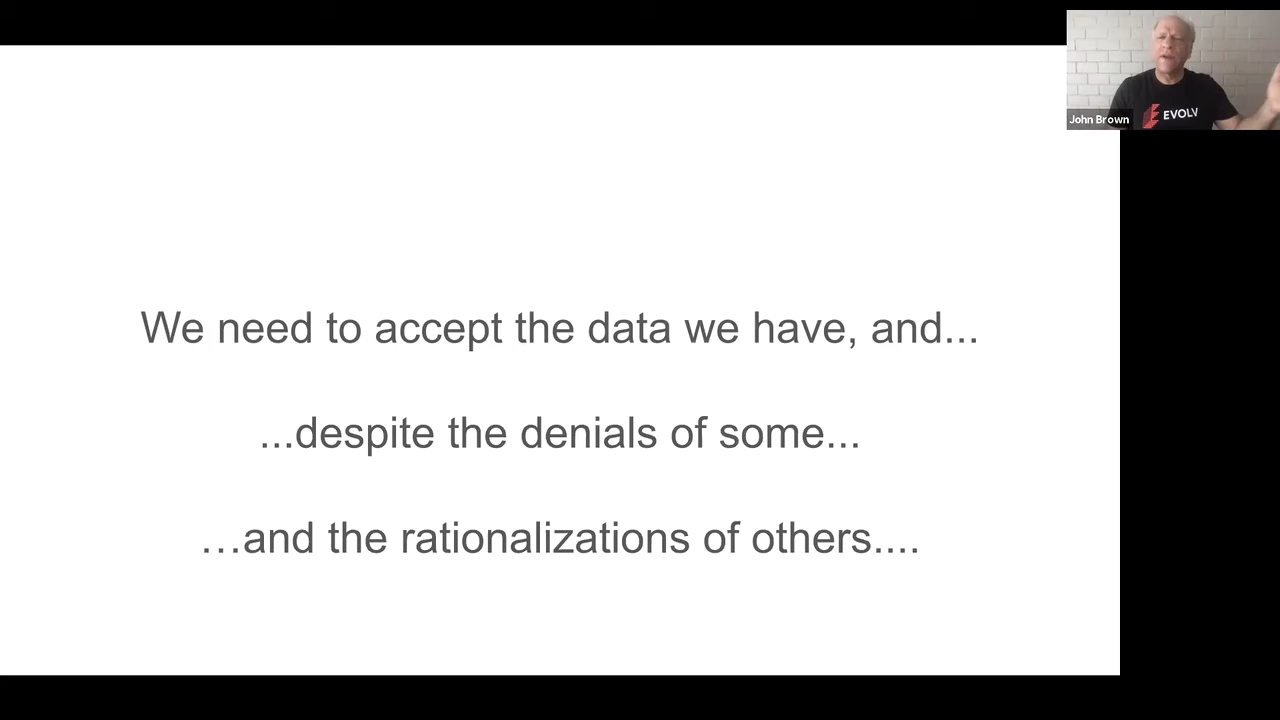 John Brown
EVOLV
We need to accept the data we have, and...
...despite the denials of some...
…and the rationalizations of others....